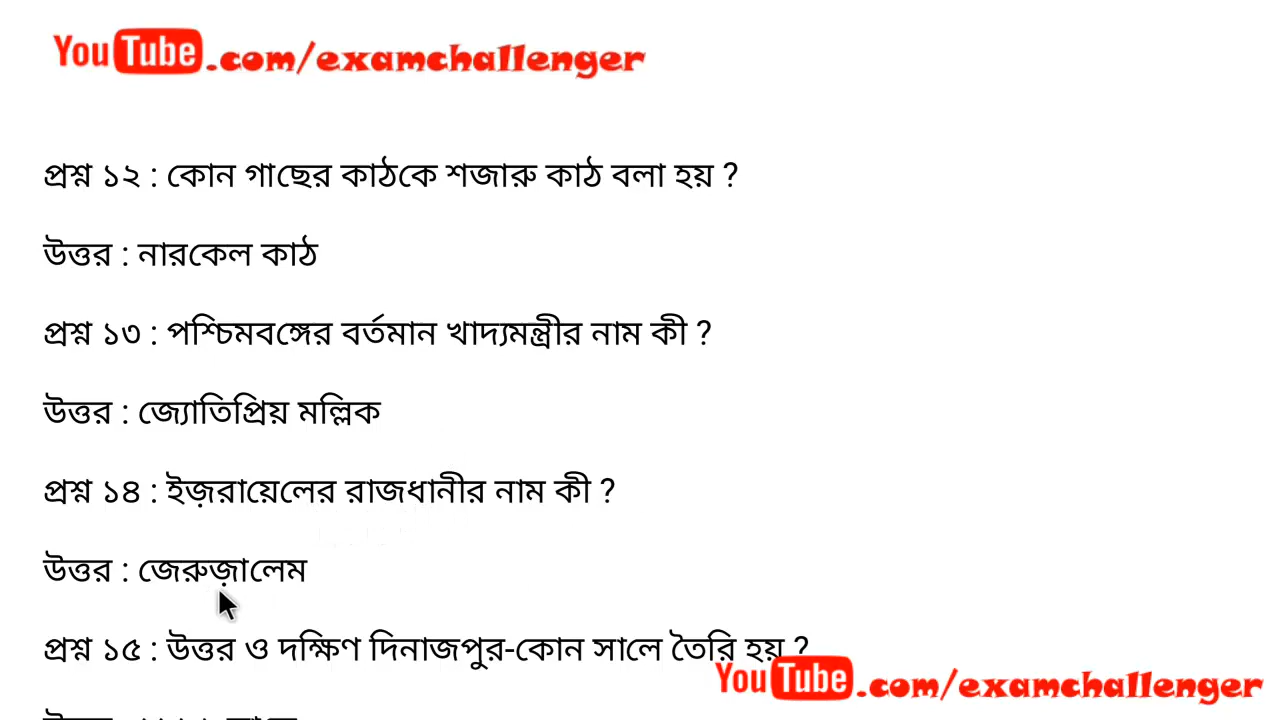 YouTube.com/examchallenger
প্রশ্ন ১২ : কোন গাছের কাঠকে শজারু কাঠ বলা হয় ?
উত্তর : নারকেল কাঠ
প্রশ্ন ১৩ : পশ্চিমবঙ্গের বর্তমান খাদ্যমন্ত্রীর নাম কী ?
উত্তর : জ্যোতিপ্রিয় মল্লিক
প্রশ্ন ১৪ : ইজ়রায়েলের রাজধানীর নাম কী ?
উত্তর : জেরুজ়ালেম
প্রশ্ন ১৫ : উত্তর ও দক্ষিণ দিনাজপুর-কোন সালে তৈরি হয় ?
YouTube.com/examchallenger